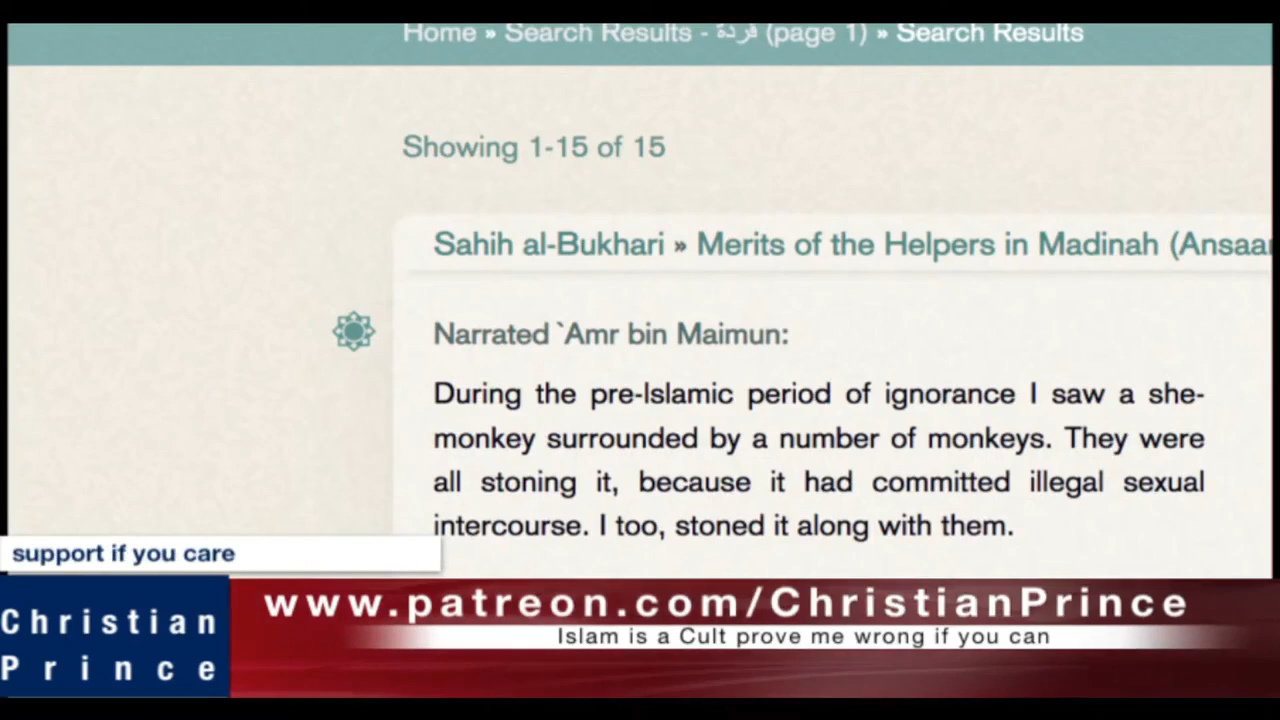 Home » Search Results - قردة (page 1) » Search Results
Showing 1-15 of 15
Sahih al-Bukhari » Merits of the Helpers in Madinah (Ansaar
Narrated `Amr bin Maimun:
During the pre-Islamic period of ignorance I saw a she-
monkey surrounded by a number of monkeys. They were
all stoning it, because it had committed illegal sexual
intercourse. I too, stoned it along with them.
support if you care
Christian
Prince
www.patreon.com/ChristianPrince
Islam is a Cult prove me wrong if you can